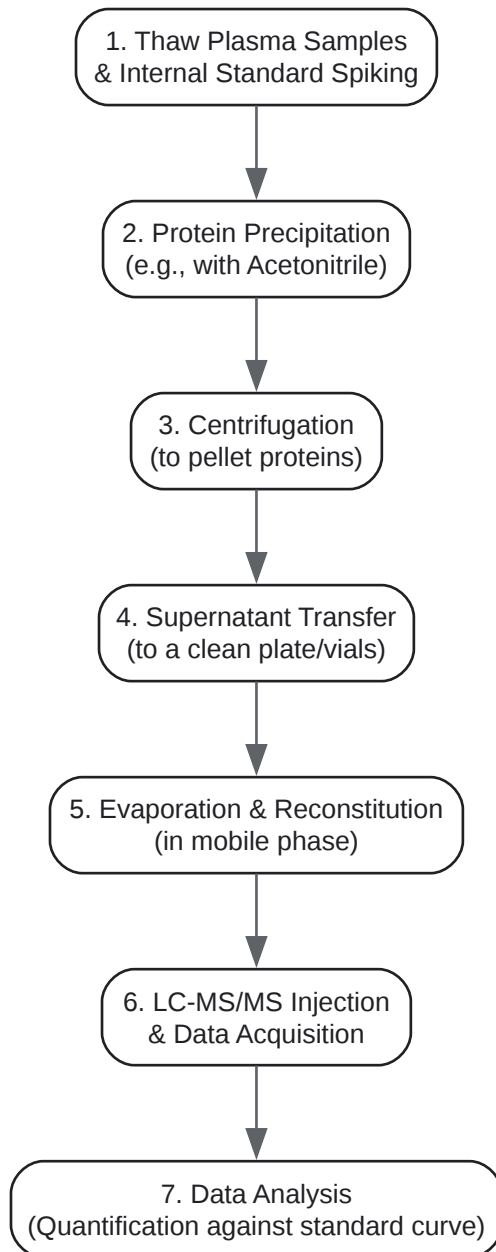 1. Thaw Plasma Samples
& Internal Standard Spiking
2. Protein Precipitation
(e.g., with Acetonitrile)
3. Centrifugation
(to pellet proteins)
4. Supernatant Transfer
(to a clean plate/vials)
5. Evaporation & Reconstitution
(in mobile phase)
6. LC-MS/MS Injection
& Data Acquisition
7. Data Analysis
(Quantification against standard curve)